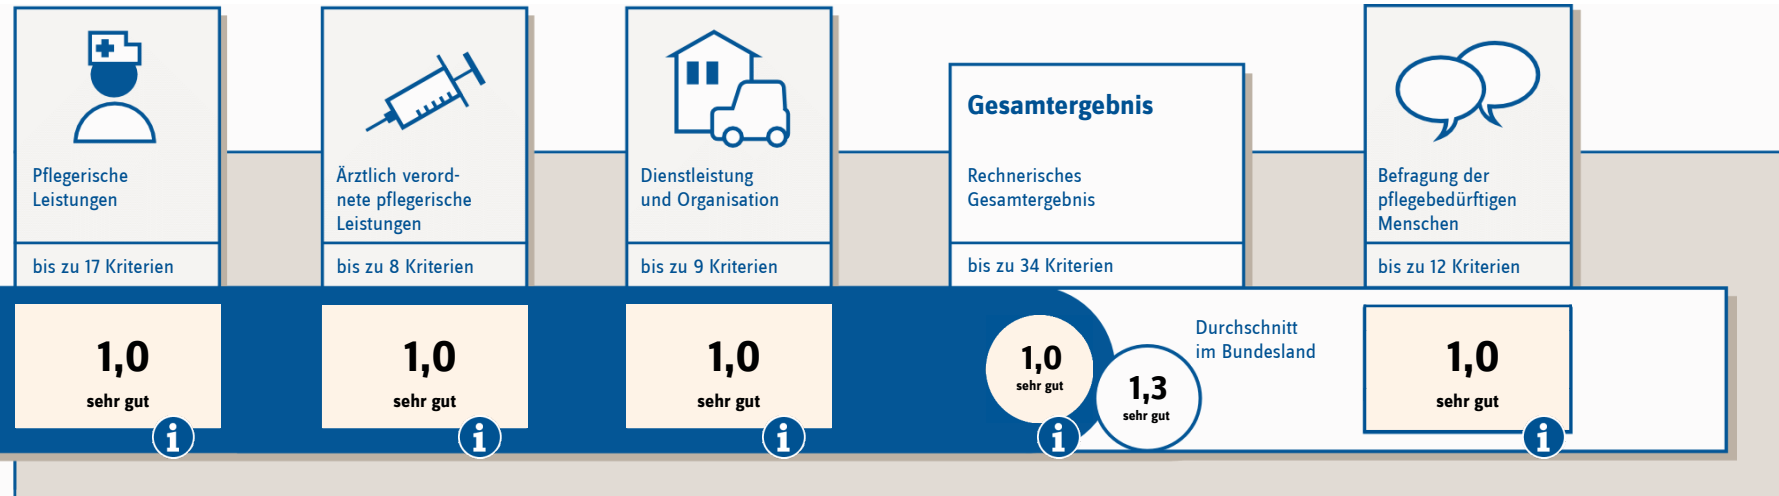 Pflegerische
Leistungen
bis zu 17 Kriterien
1,0
sehr gut
i
Ärztlich verord-
nete pflegerische
Leistungen
bis zu 8 Kriterien
1,0
sehr gut
i
Dienstleistung
und Organisation
bis zu 9 Kriterien
1,0
sehr gut
i
Gesamtergebnis
Rechnerisches
Gesamtergebnis
bis zu 34 Kriterien
1,0
sehr gut
i
1,3
sehr gut
Durchschnitt
im Bundesland
Befragung der
pflegebedürftigen
Menschen
bis zu 12 Kriterien
1,0
sehr gut
i